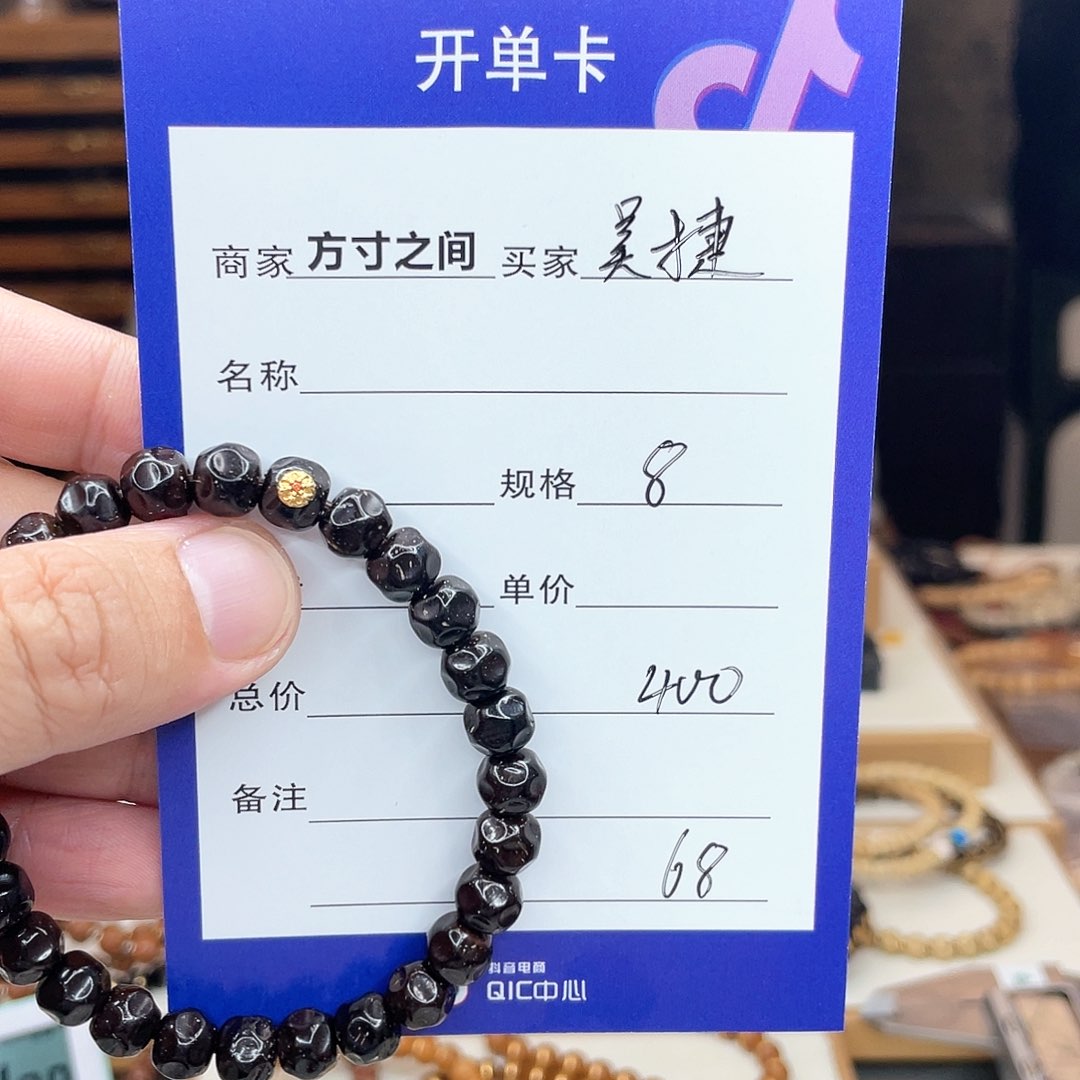 开单卡
商家 方寸之间 买家 吴捷
名称
规格 8
单价
总价 400
备注
68
抖音电商
QIC中心